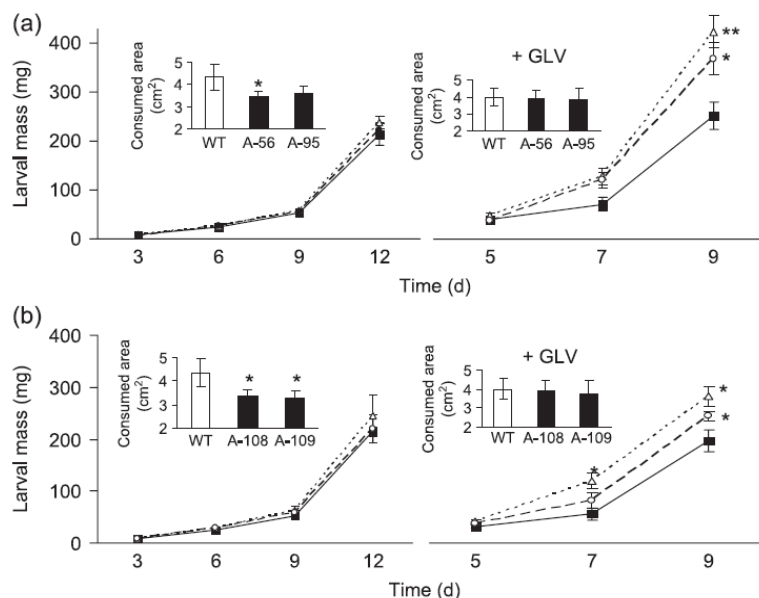 (a)
Larval mass (mg)
400
300
200
100
0
Consumed area
(cm2)
5
4
3
2
*
WT A-56 A-95
3 6 9 12
Time (d)
+ GLV
Consumed area
(cm2)
5
4
3
2
WT A-56 A-95
**
*
5 7 9
Time (d)
(b)
Larval mass (mg)
400
300
200
100
0
Consumed area
(cm2)
5
4
3
2
* *
WT A-108 A-109
3 6 9 12
Time (d)
+ GLV
Consumed area
(cm2)
5
4
3
2
WT A-108 A-109
*
*
*
5 7 9
Time (d)